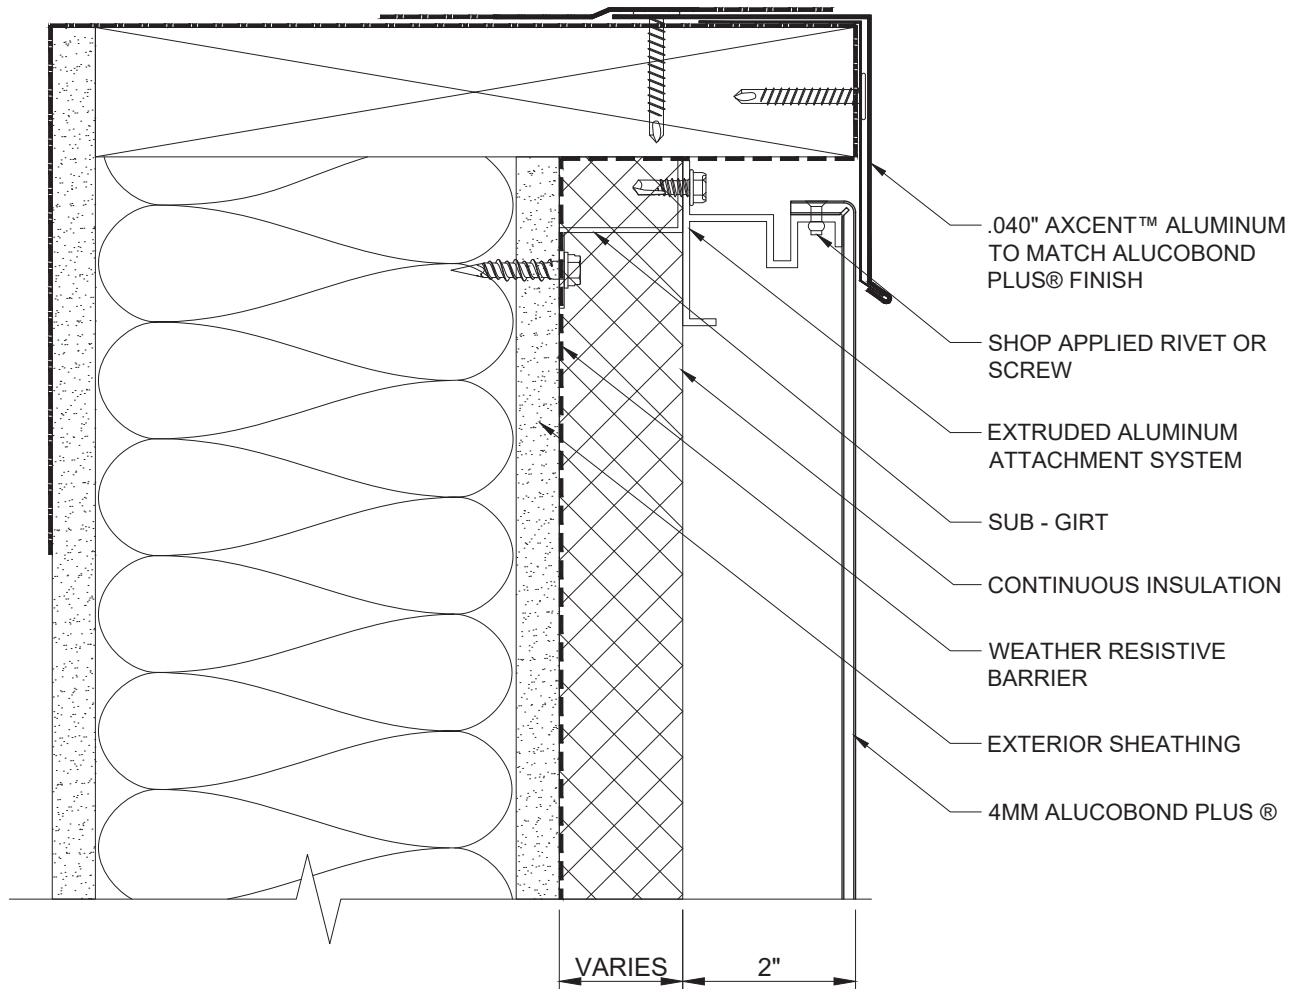 .040" AXCENT™ ALUMINUM
TO MATCH ALUCOBOND
PLUS® FINISH
SHOP APPLIED RIVET OR
SCREW
EXTRUDED ALUMINUM
ATTACHMENT SYSTEM
SUB - GIRT
CONTINUOUS INSULATION
WEATHER RESISTIVE
BARRIER
EXTERIOR SHEATHING
4MM ALUCOBOND PLUS ®
VARIES
2"